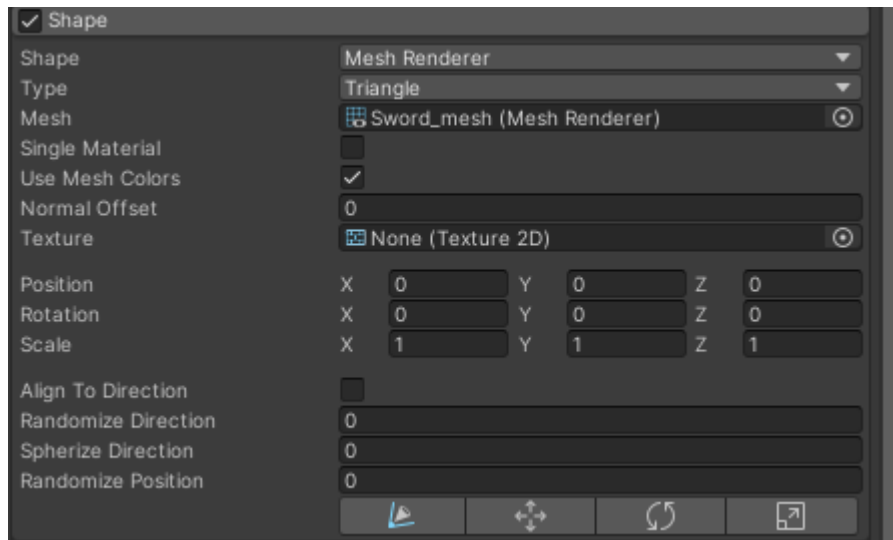 Shape
Shape Mesh Renderer
Type Triangle
Mesh Sword_mesh (Mesh Renderer)
Single Material
Use Mesh Colors
Normal Offset 0
Texture None (Texture 2D)
Position X 0 Y 0 Z 0
Rotation X 0 Y 0 Z 0
Scale X 1 Y 1 Z 1
Align To Direction
Randomize Direction 0
Spherize Direction 0
Randomize Position 0